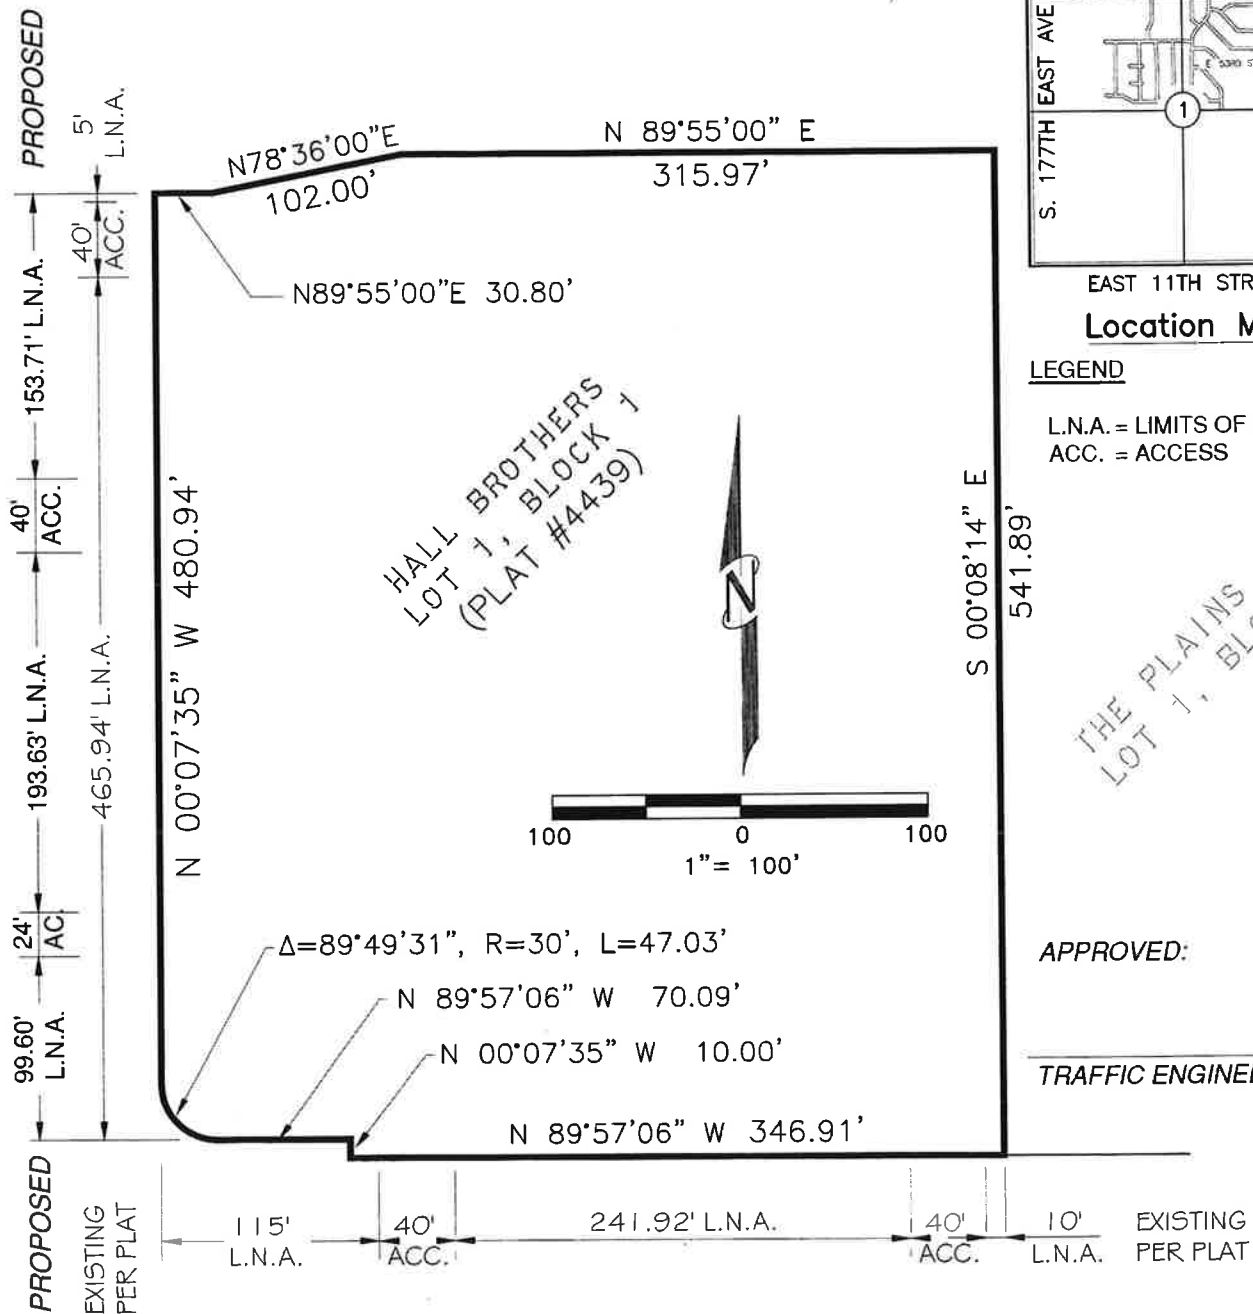 PROPOSED
5'
L.N.A.
40'
ACC.
153.71' L.N.A.
40'
ACC.
193.63' L.N.A.
465.94' L.N.A.
24'
AC.
99.60'
L.N.A.
PROPOSED
EXISTING
PER PLAT
N78°36'00"E
102.00'
N 89°55'00" E
315.97'
N89°55'00"E 30.80'
HALL BROTHERS
LOT 1, BLOCK 1
(PLAT #4439)
N 00°07'35" W 480.94'
S 00°08'14" E
541.89'
N
100 0 100
1"= 100'
Δ=89°49'31", R=30', L=47.03'
N 89°57'06" W 70.09'
N 00°07'35" W 10.00'
N 89°57'06" W 346.91'
115'
L.N.A.
40'
ACC.
241.92' L.N.A.
40'
ACC.
10'
L.N.A.
EXISTING
PER PLAT
S. 177TH EAST AVE
E 53RD S
1
EAST 11TH STR
Location M
LEGEND
L.N.A. = LIMITS OF
ACC. = ACCESS
THE PLAINS
LOT 1, BLO
APPROVED:
TRAFFIC ENGINEE